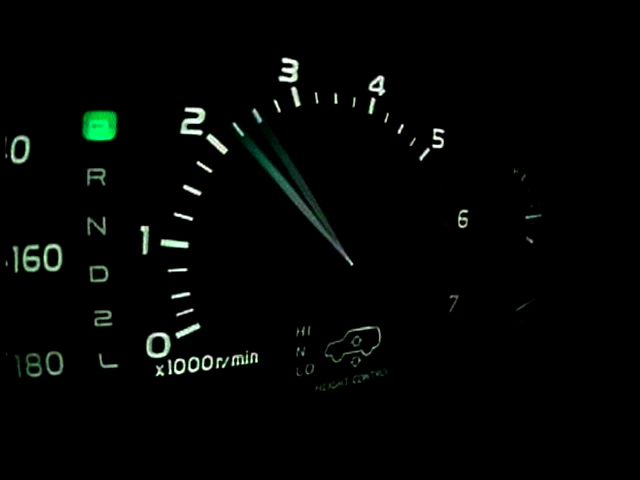 3
4
2
5
0
R
N
6
1
160
D
7
2
HI
0
N
180
L
x1000r/min
LO
HEIGHT CONTROL